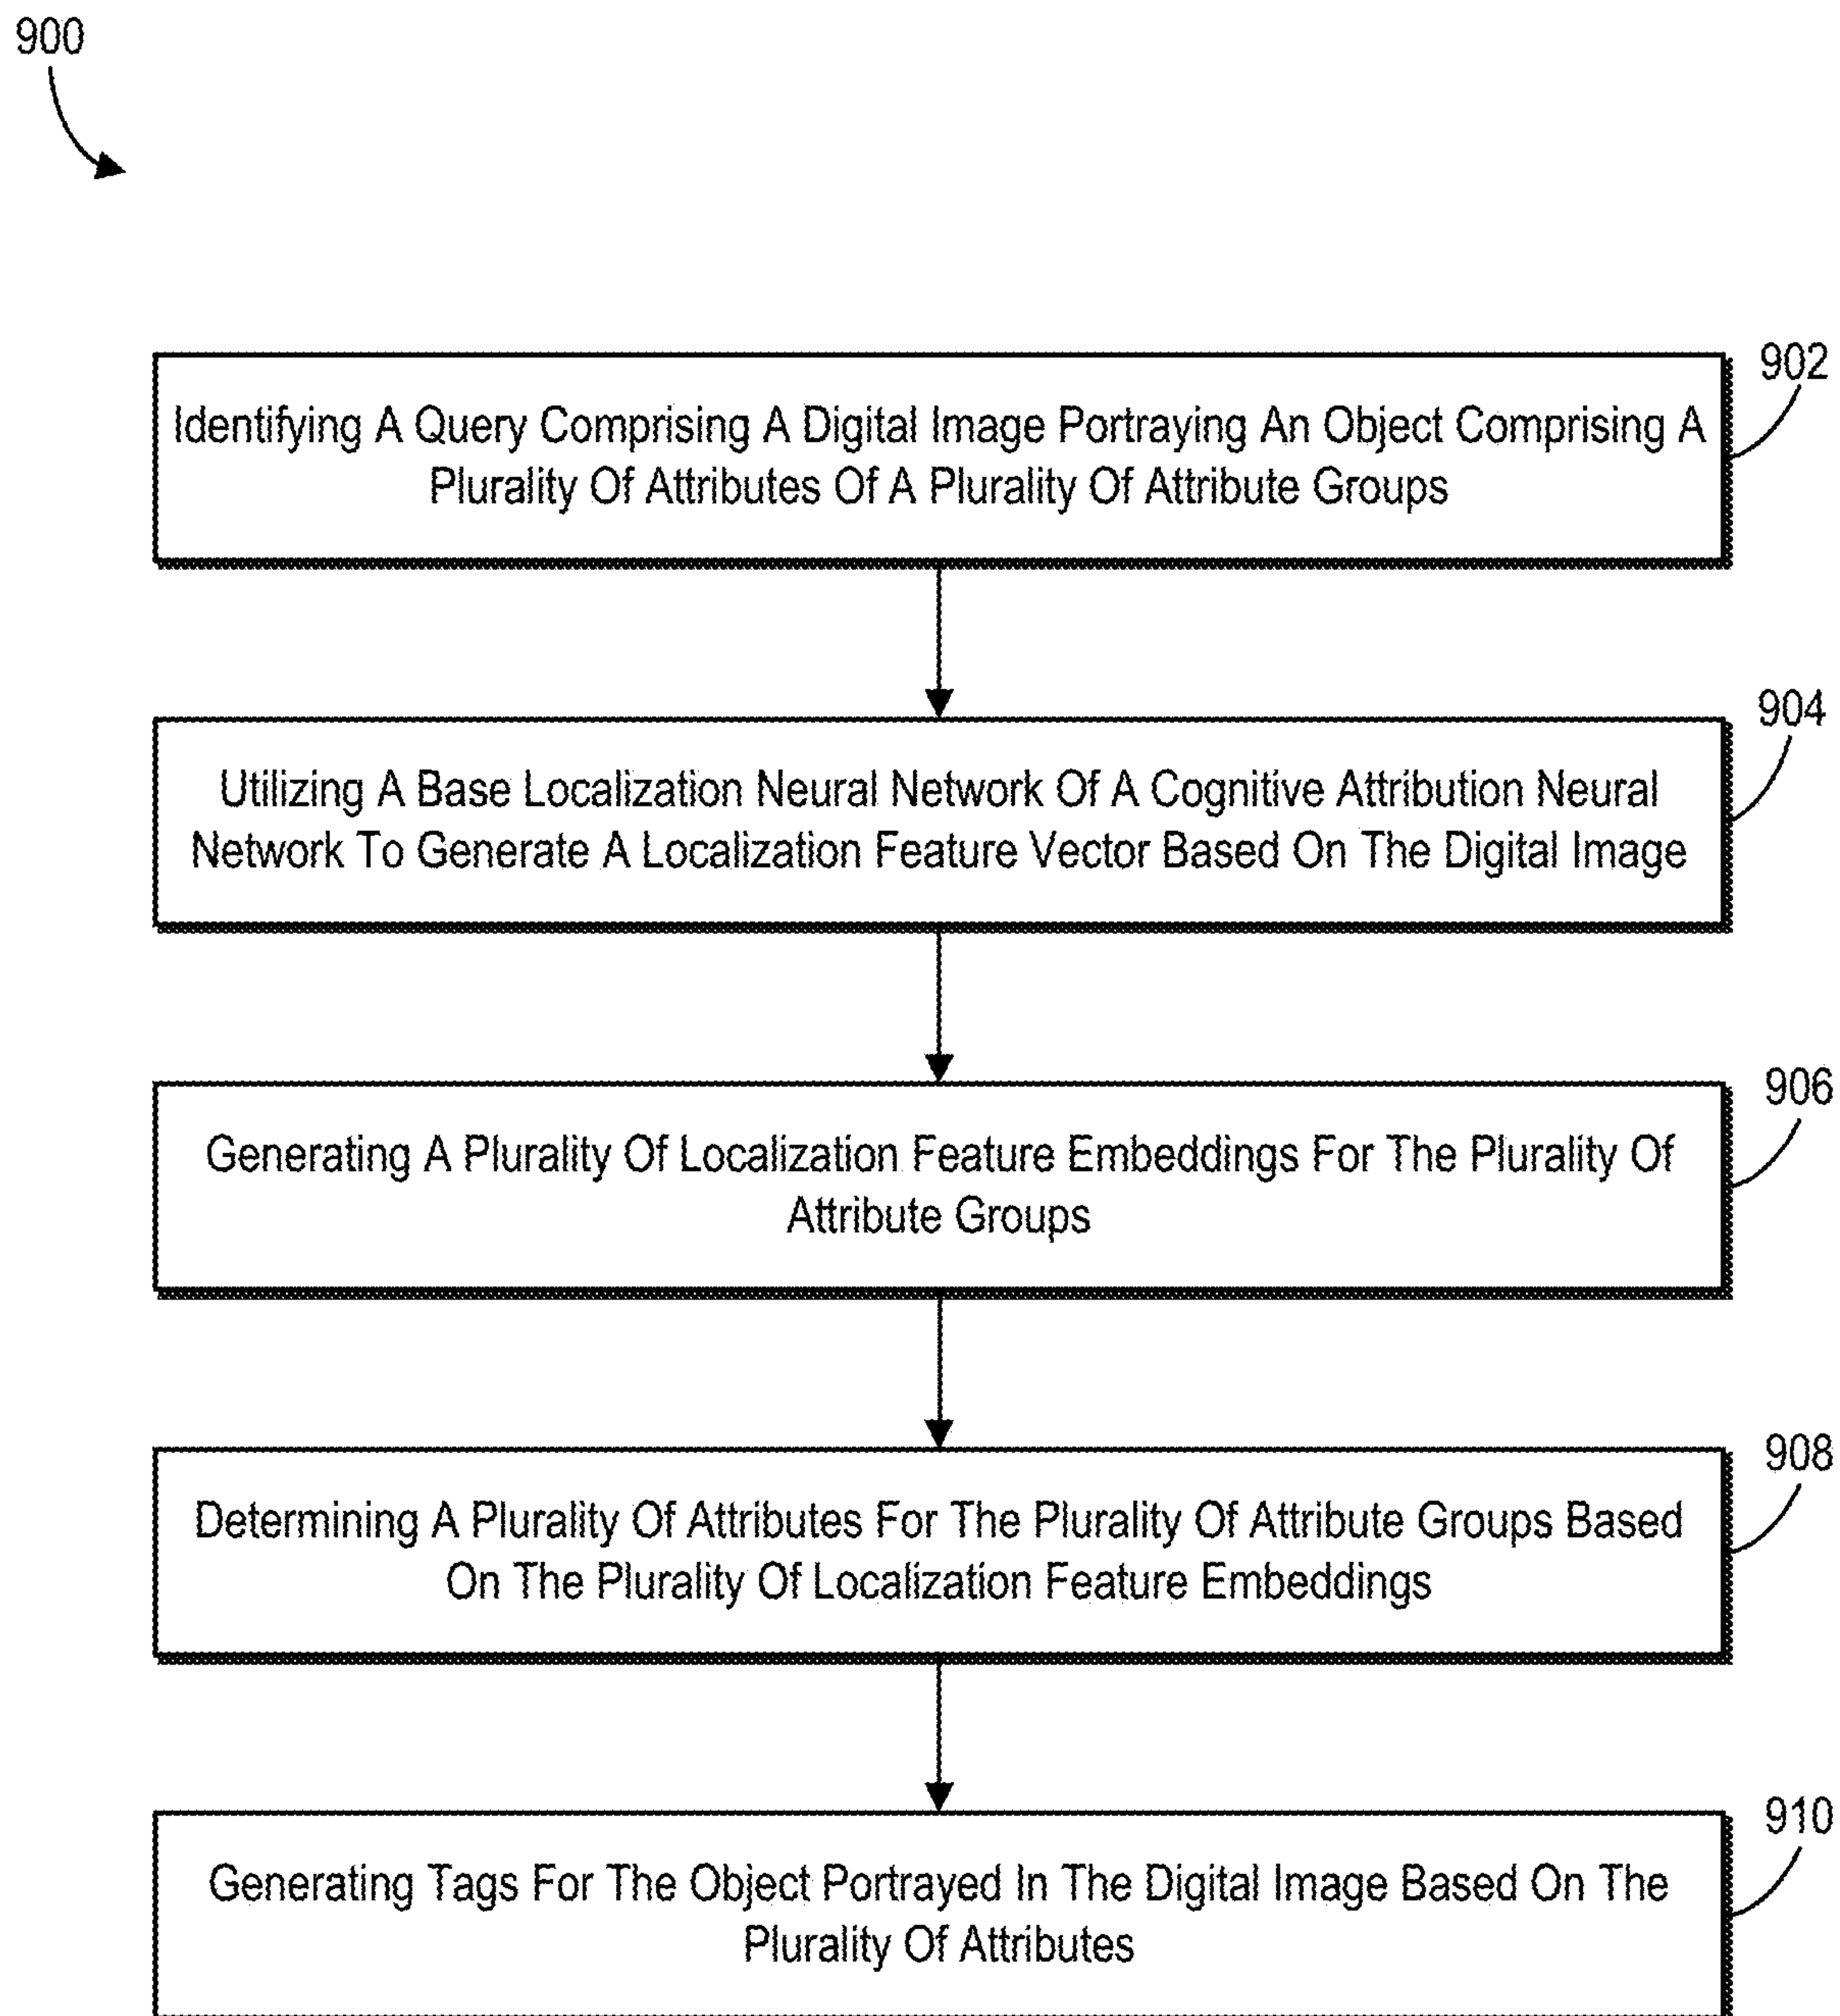 900
902
Identifying A Query Comprising A Digital Image Portraying An Object Comprising A
Plurality Of Attributes Of A Plurality Of Attribute Groups
904
Utilizing A Base Localization Neural Network Of A Cognitive Attribution Neural
Network To Generate A Localization Feature Vector Based On The Digital Image
906
Generating A Plurality Of Localization Feature Embeddings For The Plurality Of
Attribute Groups
908
Determining A Plurality Of Attributes For The Plurality Of Attribute Groups Based
On The Plurality Of Localization Feature Embeddings
910
Generating Tags For The Object Portrayed In The Digital Image Based On The
Plurality Of Attributes